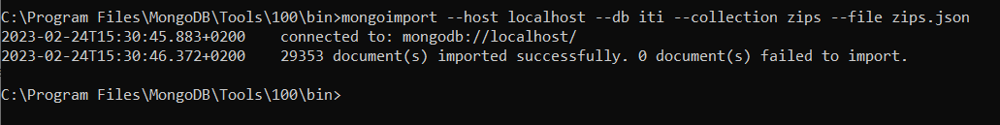 C:\Program Files\MongoDB\Tools\100\bin>mongoimport --host localhost --db iti --collection zips --file zips.json
2023-02-24T15:30:45.883+0200    connected to: mongodb://localhost/
2023-02-24T15:30:46.372+0200    29353 document(s) imported successfully. 0 document(s) failed to import.
C:\Program Files\MongoDB\Tools\100\bin>